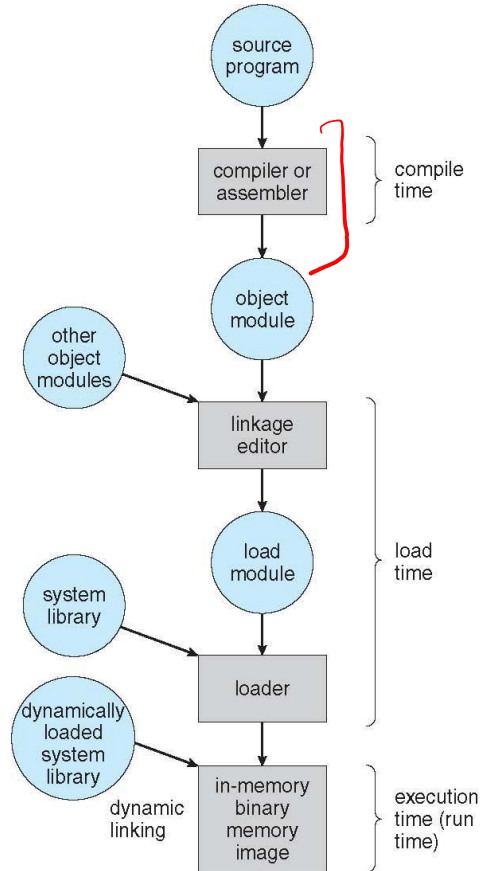 source
program
compiler or
assembler
compile
time
object
module
other
object
modules
linkage
editor
load
module
load
time
system
library
loader
dynamically
loaded
system
library
dynamic
linking
in-memory
binary
memory
image
execution
time (run
time)